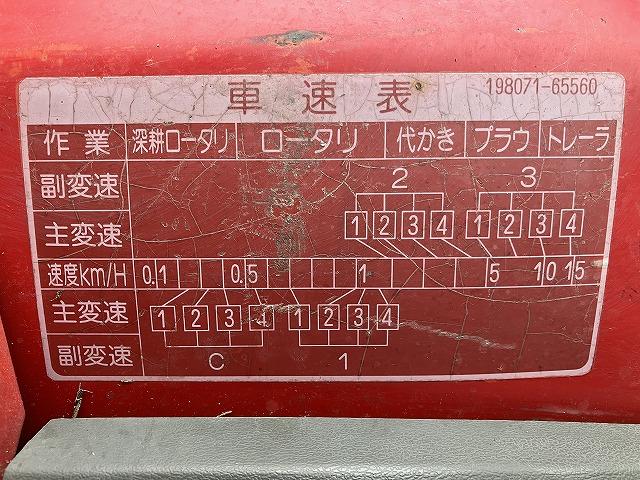 車速表 198071-65560
作業 深耕ロータリ ロータリ 代かき プラウ トレーラ
副変速 2 3
主変速 1 2 3 4 1 2 3 4
速度km/H 0.1 0.5 1 5 10 15
主変速 1 2 3 4 1 2 3 4
副変速 C 1